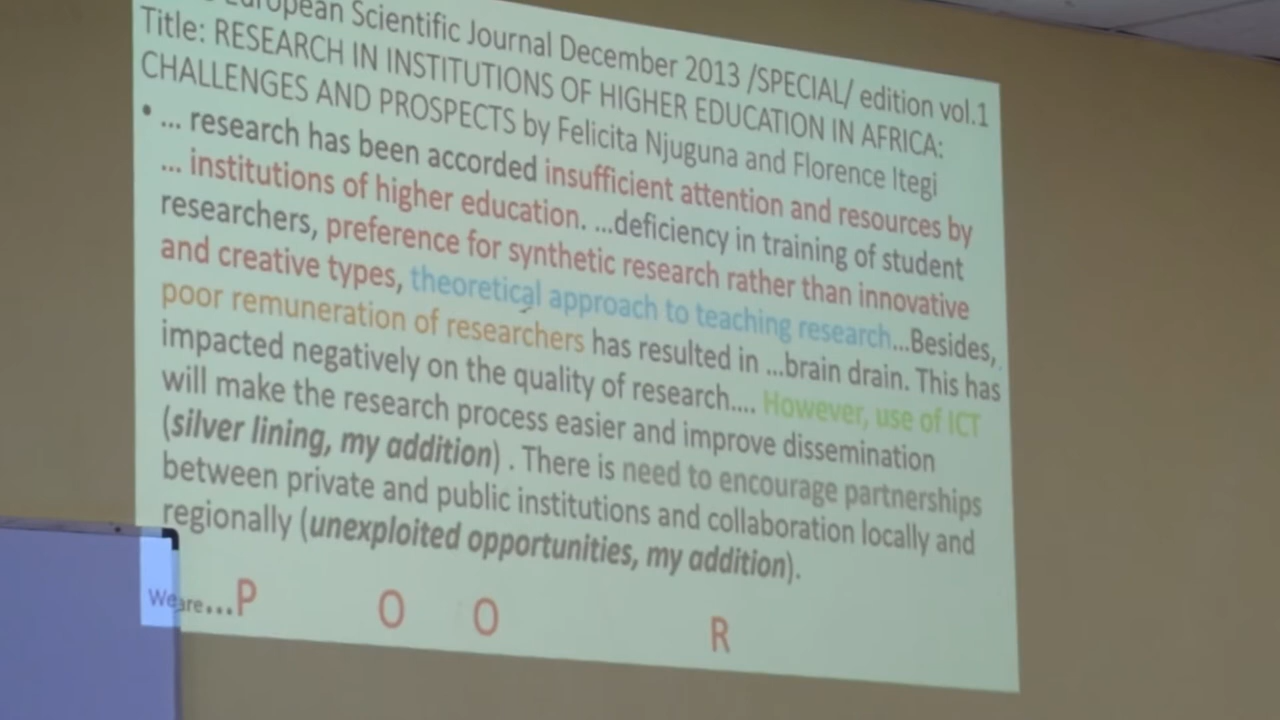 European Scientific Journal December 2013 /SPECIAL/ edition vol.1
Title: RESEARCH IN INSTITUTIONS OF HIGHER EDUCATION IN AFRICA:
CHALLENGES AND PROSPECTS by Felicita Njuguna and Florence Itegi
• ... research has been accorded insufficient attention and resources by
... institutions of higher education. ...deficiency in training of student
researchers, preference for synthetic research rather than innovative
and creative types, theoretical approach to teaching research...Besides,
poor remuneration of researchers has resulted in ...brain drain. This has
impacted negatively on the quality of research.... However, use of ICT
will make the research process easier and improve dissemination
(silver lining, my addition) . There is need to encourage partnerships
between private and public institutions and collaboration locally and
regionally (unexploited opportunities, my addition).
We are...P O O R